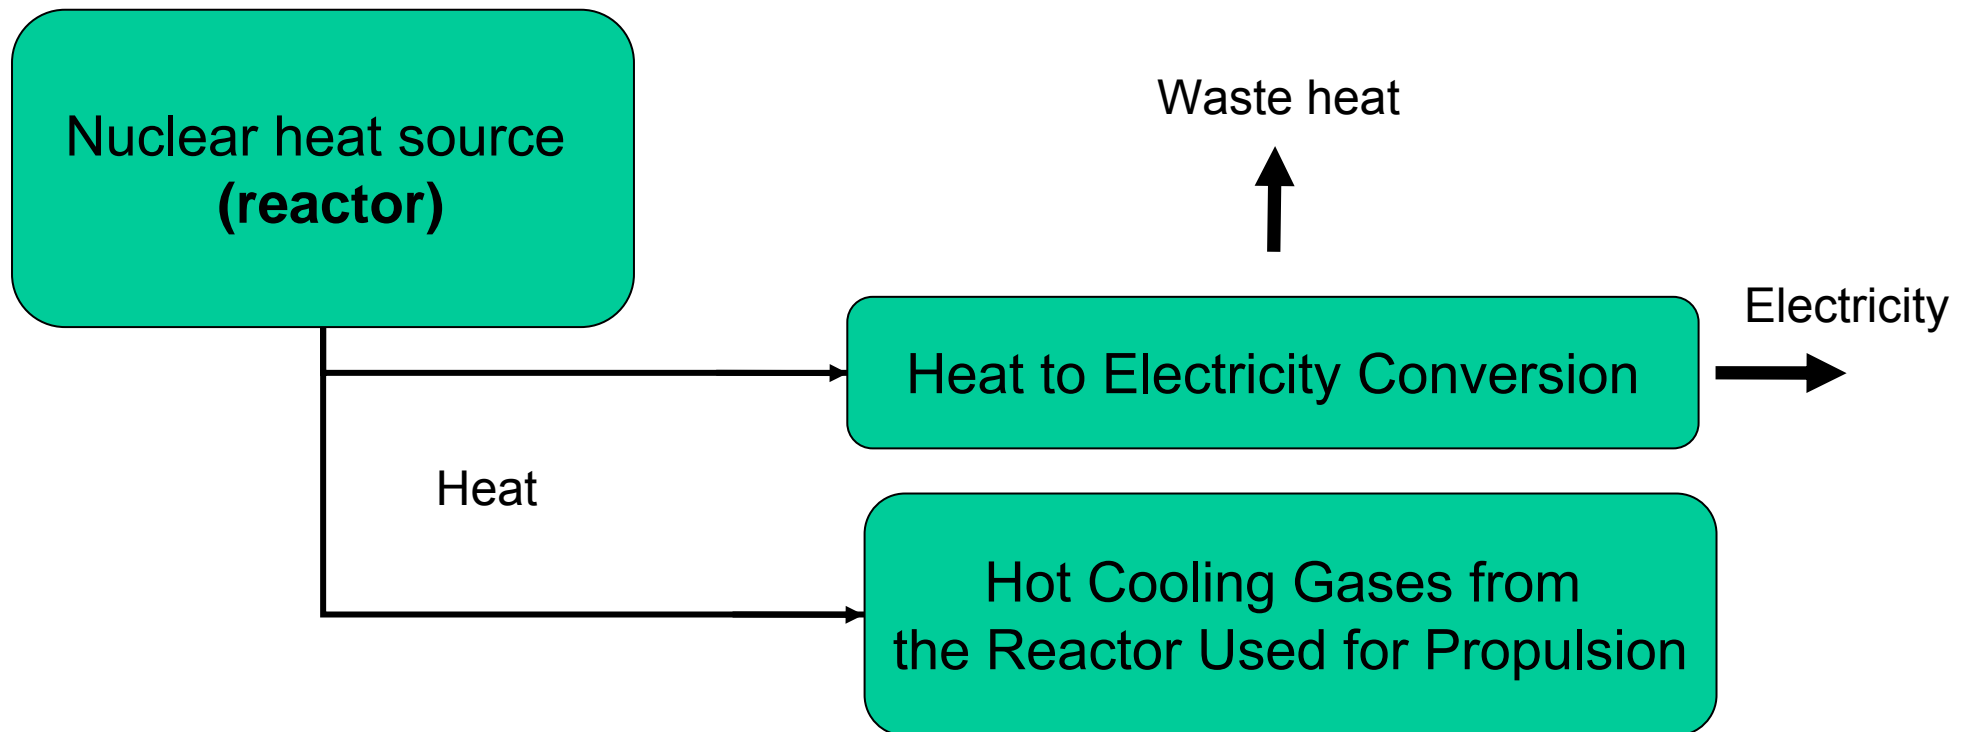 Nuclear heat source
(reactor)
Waste heat
Electricity
Heat to Electricity Conversion
Heat
Hot Cooling Gases from
the Reactor Used for Propulsion